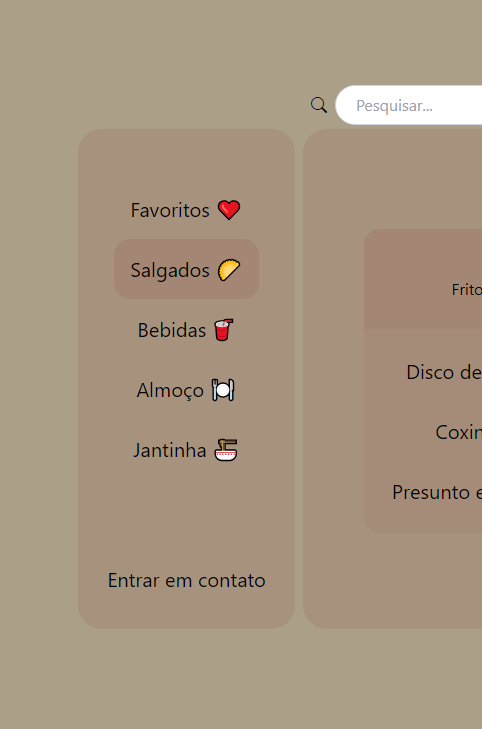 Pesquisar...
Favoritos ❤️
Salgados 🥟
Bebidas 🥤
Almoço 🍽️
Jantinha 🍜
Entrar em contato
Frito
Disco de
Coxin
Presunto e